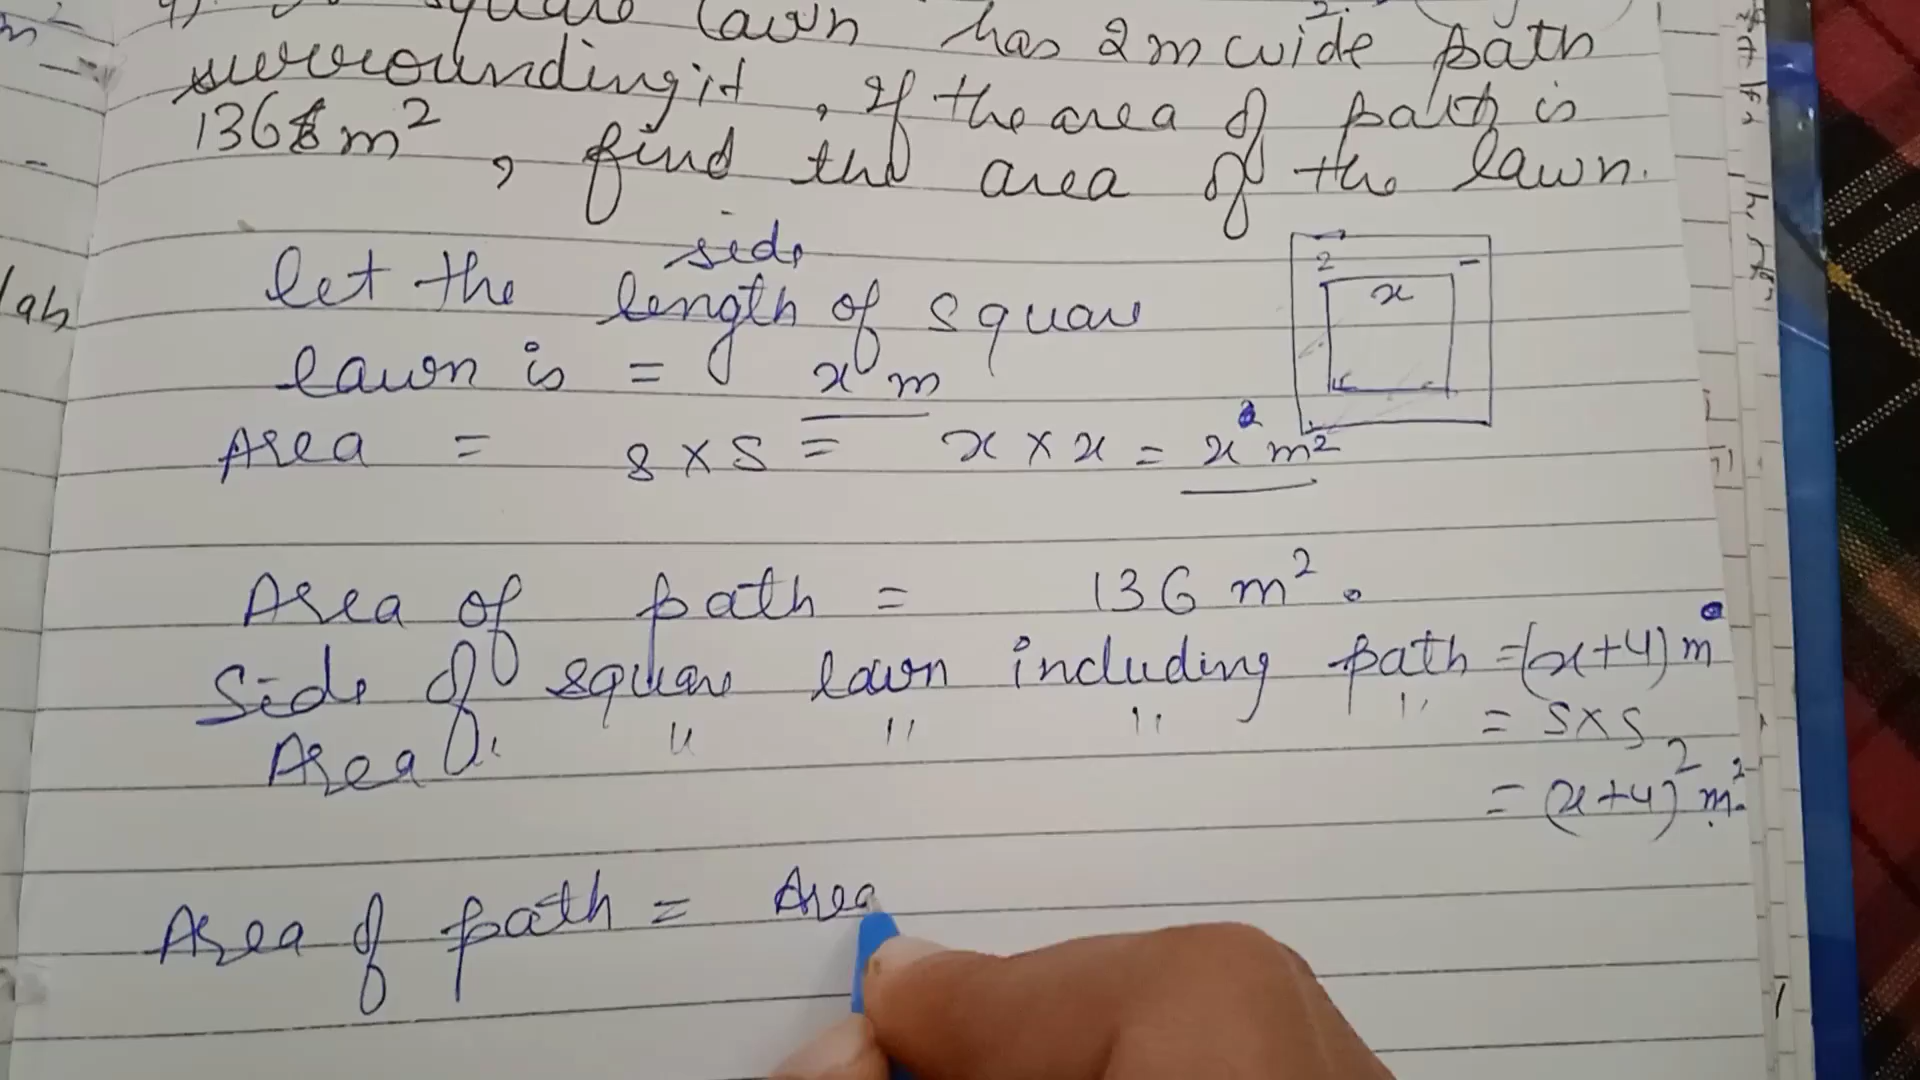 square lawn has 2m wide path
surrounding it, If the area of path is
136 m², find the area of the lawn.
side
let the length of square
lawn is = x m
2
x
Area = s × s = x × x = x² m²
Area of path = 136 m².
Side of square lawn including path = (x+4) m
Area " " " " = s×s
= (x+4)² m²
Area of path = Area
lab